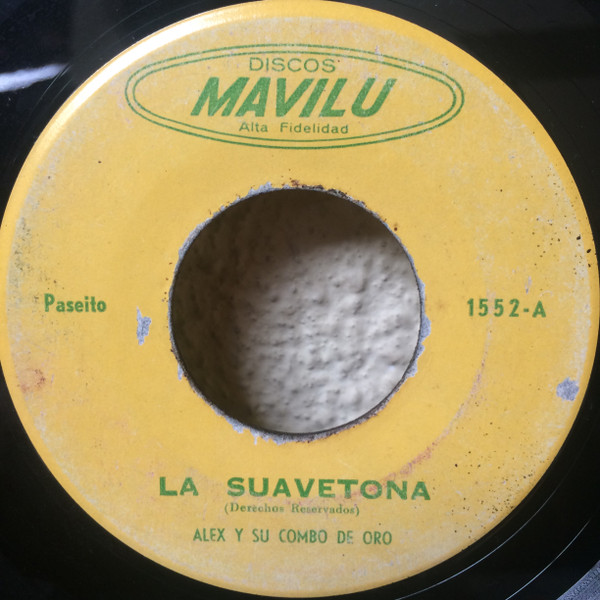 DISCOS
MAVILU
Alta Fidelidad
Paseito
1552-A
LA SUAVETONA
(Derechos Reservados)
ALEX Y SU COMBO DE ORO